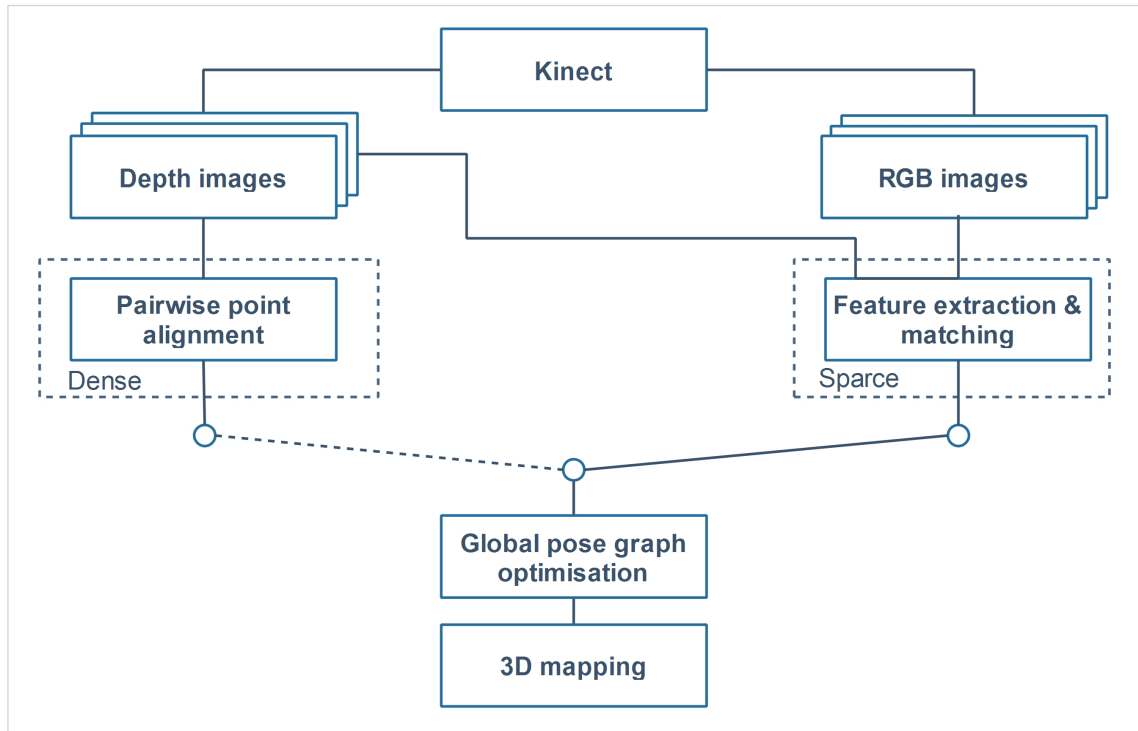 Kinect
Depth images
RGB images
Pairwise point
alignment
Dense
Feature extraction &
matching
Sparce
Global pose graph
optimisation
3D mapping